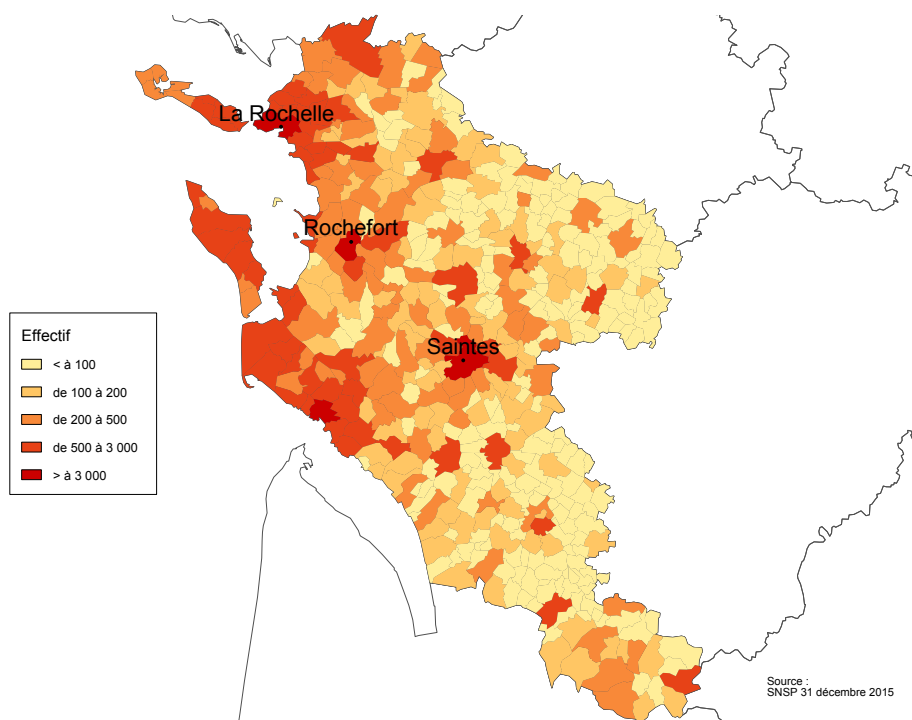 La Rochelle
Rochefort
Saintes
Effectif
< à 100
de 100 à 200
de 200 à 500
de 500 à 3 000
> à 3 000
Source :
SNSP 31 décembre 2015